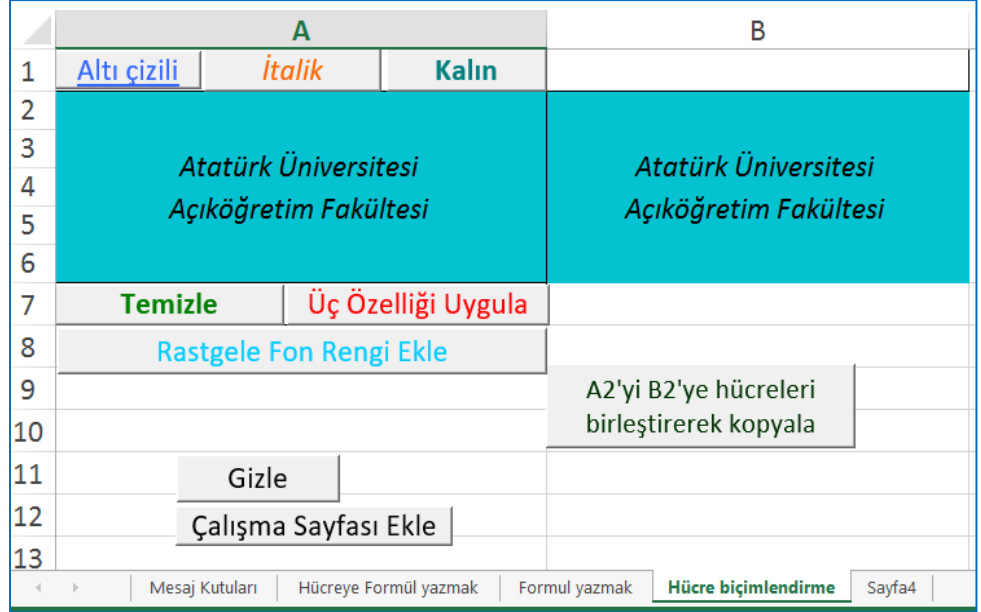 A B
1 Altı çizili İtalik Kalın
2
3 Atatürk Üniversitesi Atatürk Üniversitesi
4
5 Açıköğretim Fakültesi Açıköğretim Fakültesi
6
7 Temizle Üç Özelliği Uygula
8 Rastgele Fon Rengi Ekle
9 A2'yi B2'ye hücreleri
10 birleştirerek kopyala
11 Gizle
12 Çalışma Sayfası Ekle
13
Mesaj Kutuları Hücreye Formül yazmak Formul yazmak Hücre biçimlendirme Sayfa4